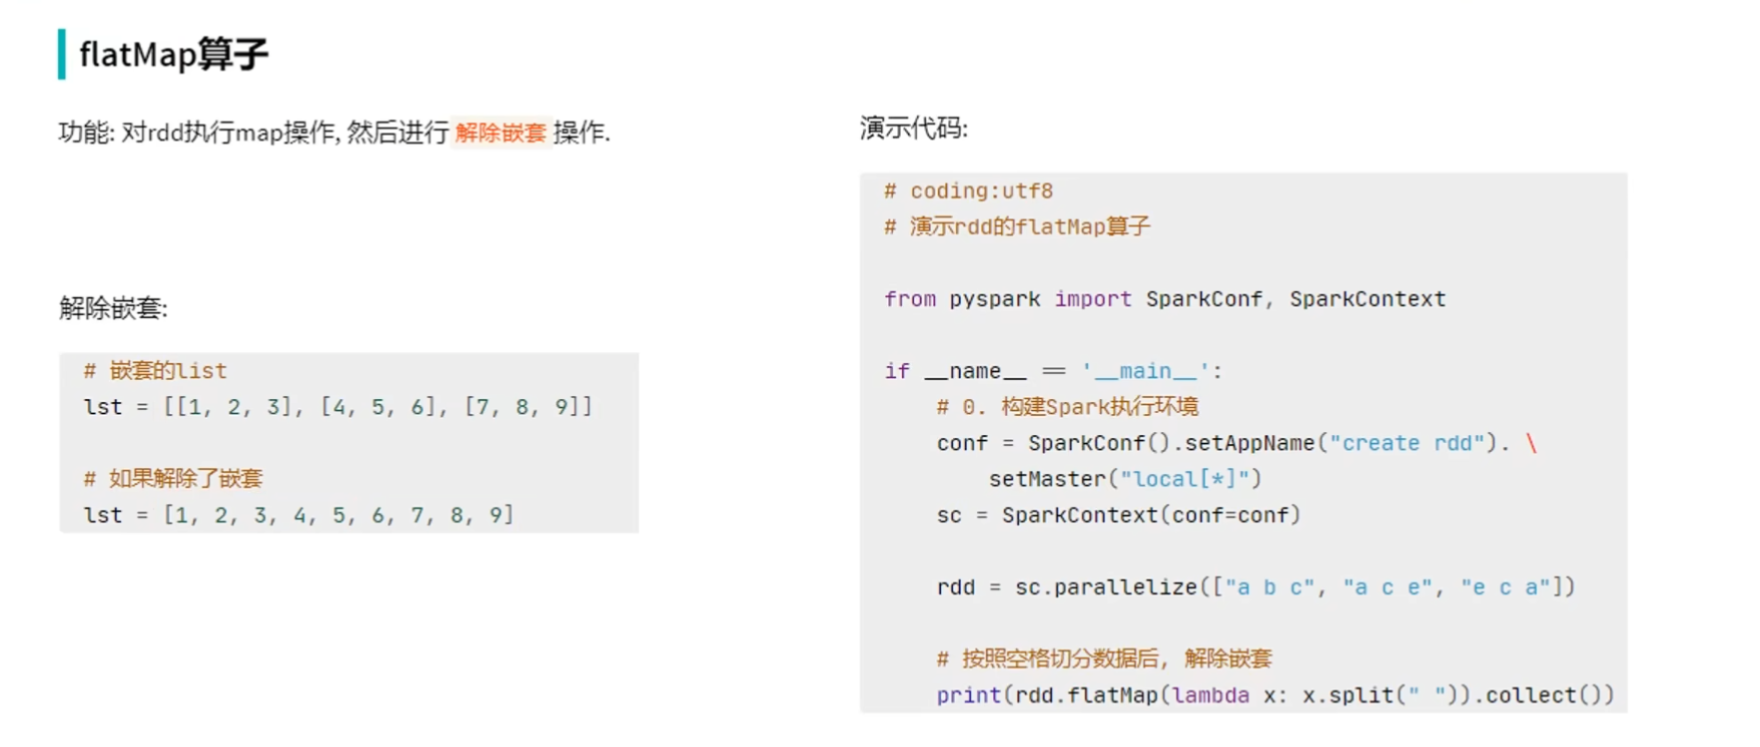 flatMap算子
功能: 对rdd执行map操作, 然后进行 解除嵌套 操作.
解除嵌套:
# 嵌套的list
lst = [[1, 2, 3], [4, 5, 6], [7, 8, 9]]
# 如果解除了嵌套
lst = [1, 2, 3, 4, 5, 6, 7, 8, 9]
演示代码:
# coding:utf8
# 演示rdd的flatMap算子
from pyspark import SparkConf, SparkContext
if __name__ == '__main__':
# 0. 构建Spark执行环境
conf = SparkConf().setAppName("create rdd"). \
setMaster("local[*]")
sc = SparkContext(conf=conf)
rdd = sc.parallelize(["a b c", "a c e", "e c a"])
# 按照空格切分数据后, 解除嵌套
print(rdd.flatMap(lambda x: x.split(" ")).collect())